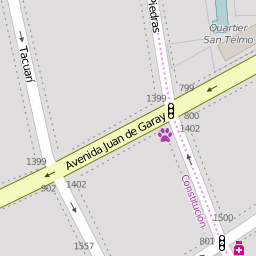 Piedras
Quartier
San Telmo
Tacuarí
1399
799
800
1402
Avenida Juan de Garay
1399
902
1402
Constitución
1557
1500-
801